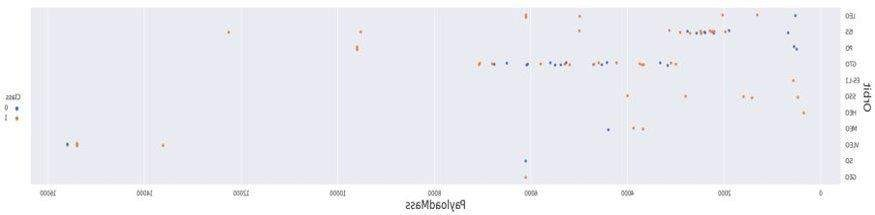 Orbit
LEO
ISS
PO
GTO
ES-L1
SSO
HEO
MEO
VLEO
SO
GEO
0 2000 4000 6000 8000 10000 12000 14000 16000
PayloadMass
Class
0
1